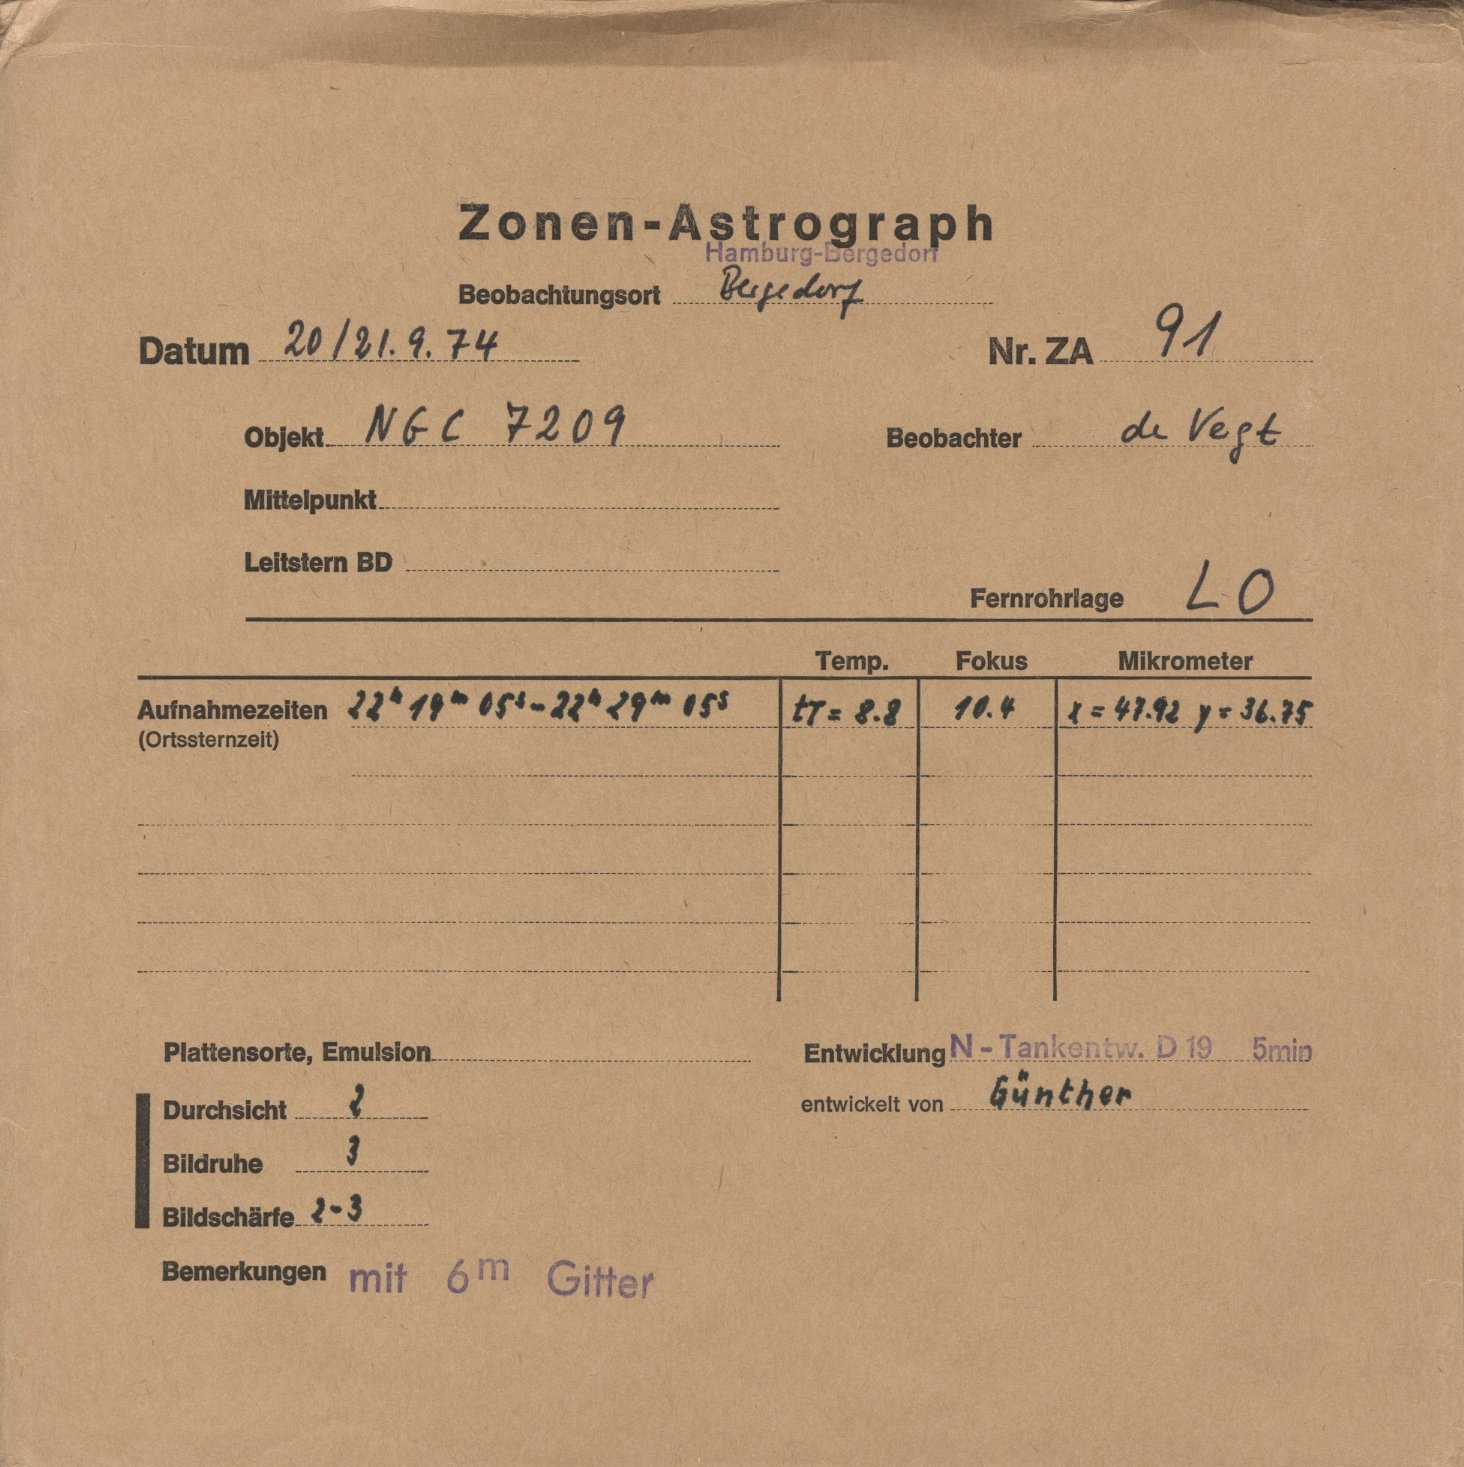 Zonen-Astrograph
Hamburg-Bergedorf
Beobachtungsort Bergedorf
Datum 20/21.9.74 Nr. ZA 91
Objekt NGC 7209 Beobachter de Vegt
Mittelpunkt
Leitstern BD
Fernrohrlage LO
Temp. Fokus Mikrometer
Aufnahmezeiten 22h 19m 05s - 22h 29m 05s tT = 8.8 10.4 x = 47.92 y = 36.75
(Ortssternzeit)
Plattensorte, Emulsion Entwicklung N - Tankentw. D 19 5min
Durchsicht 2 entwickelt von Günther
Bildruhe 3
Bildschärfe 2-3
Bemerkungen mit 6m Gitter